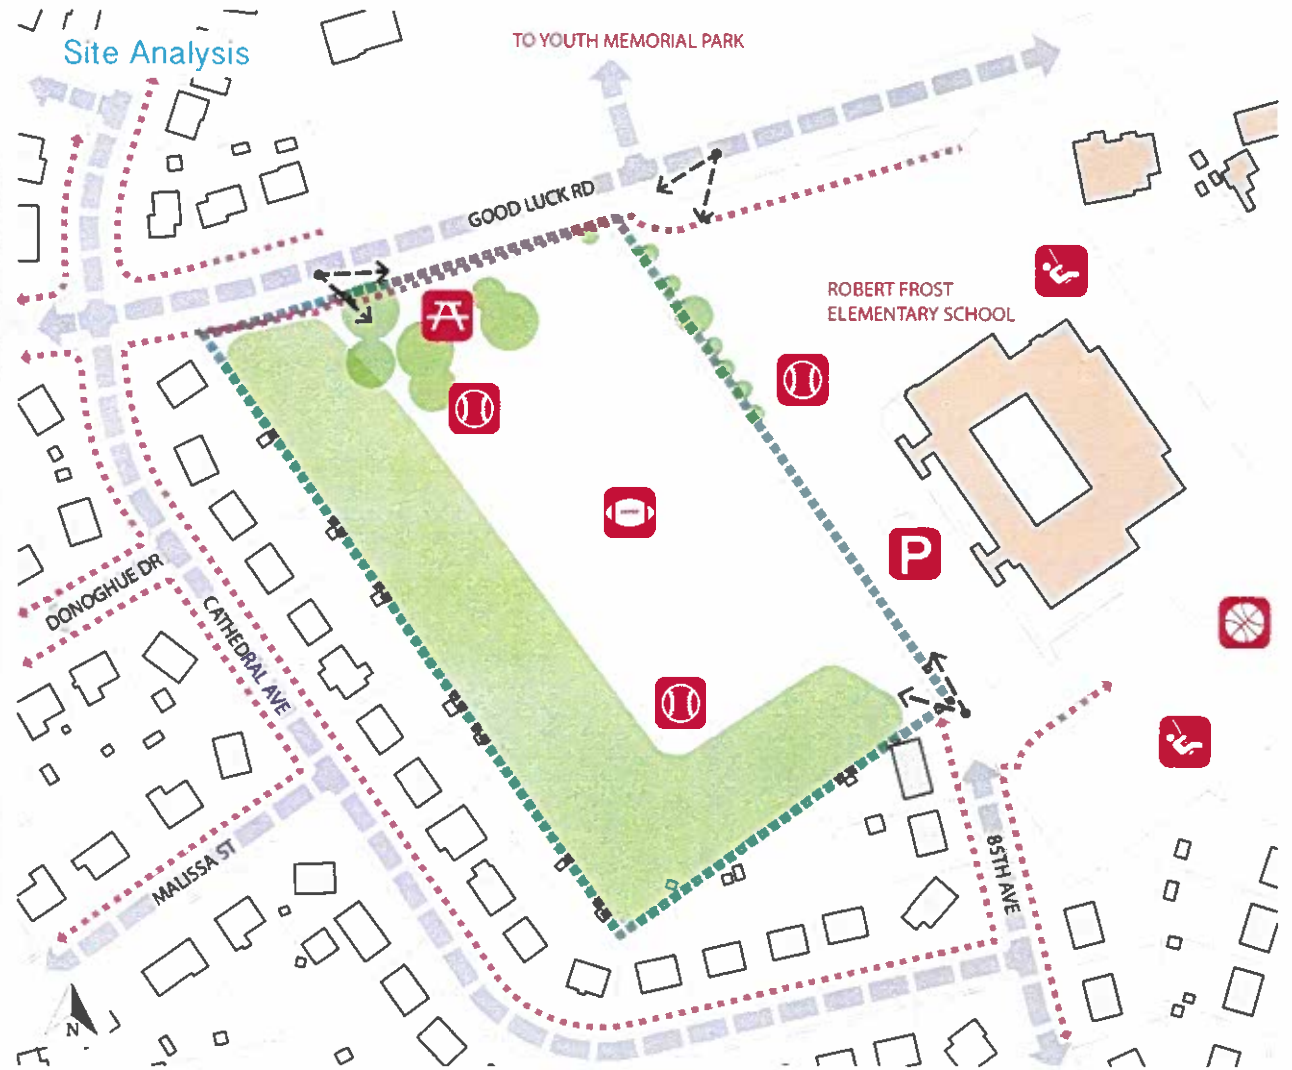 Site Analysis
TO YOUTH MEMORIAL PARK
GOOD LUCK RD
ROBERT FROST
ELEMENTARY SCHOOL
P
DONOGHUE DR
CATHEDRAL AVE
MALISSA ST
85TH AVE
N